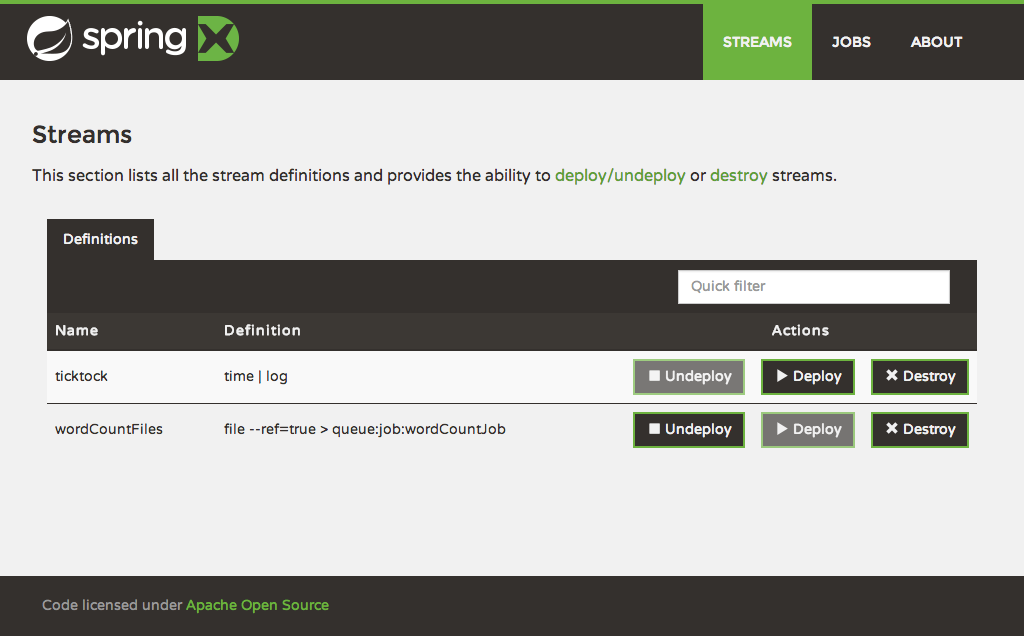 spring
STREAMS JOBS ABOUT
Streams
This section lists all the stream definitions and provides the ability to deploy/undeploy or destroy streams.
Definitions
Quick filter
Name Definition Actions
ticktock time | log Undeploy Deploy Destroy
wordCountFiles file --ref=true > queue:job:wordCountJob Undeploy Deploy Destroy
Code licensed under Apache Open Source